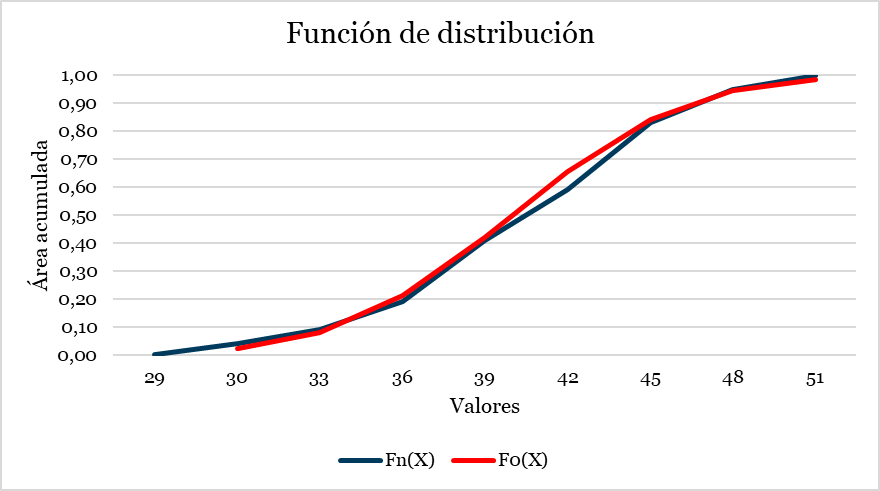 Función de distribución
Área acumulada
1,00
0,90
0,80
0,70
0,60
0,50
0,40
0,30
0,20
0,10
0,00
29 30 33 36 39 42 45 48 51
Valores
Fn(X) F0(X)